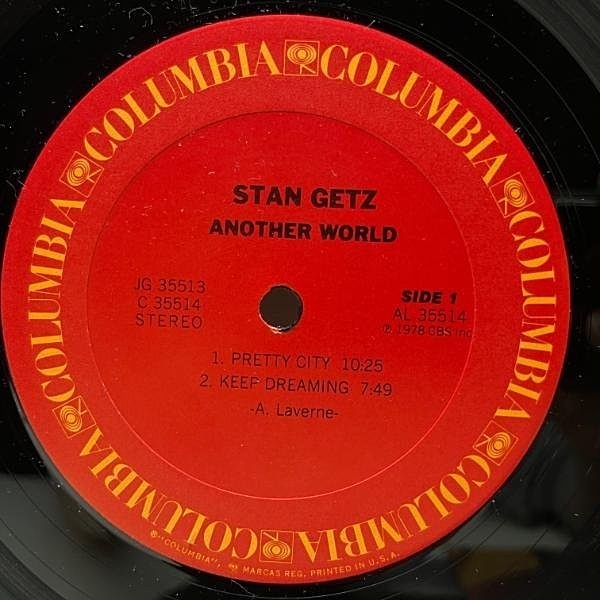 COLUMBIA COLUMBIA COLUMBIA COLUMBIA COLUMBIA COLUMBIA
STAN GETZ
ANOTHER WORLD
JG 35513
C 35514
STEREO
SIDE 1
AL 35514
℗ 1978 CBS Inc.
1. PRETTY CITY 10:25
2. KEEP DREAMING 7:49
-A. Laverne-
®"COLUMBIA", ® MARCAS REG. PRINTED IN U.S.A.